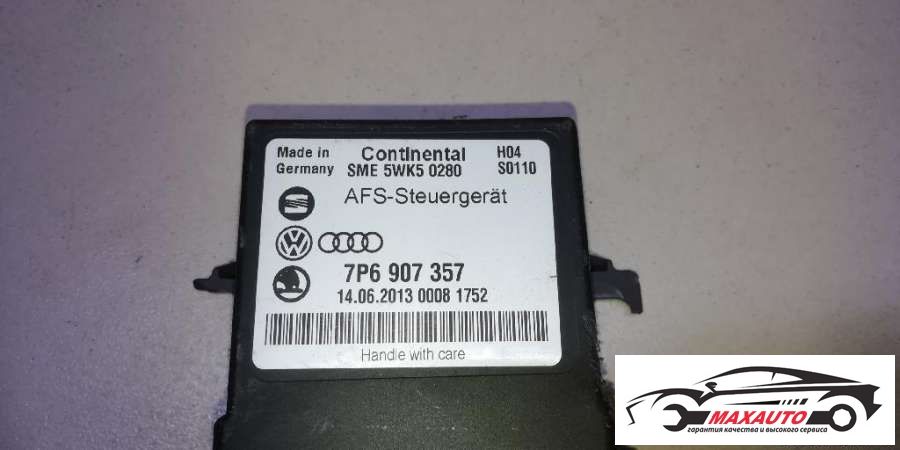 Made in Germany
Continental
SME 5WK5 0280
H04
S0110
AFS-Steuergerät
7P6 907 357
14.06.2013 0008 1752
Handle with care
MAXAUTO
гарантия качества и высокого сервиса